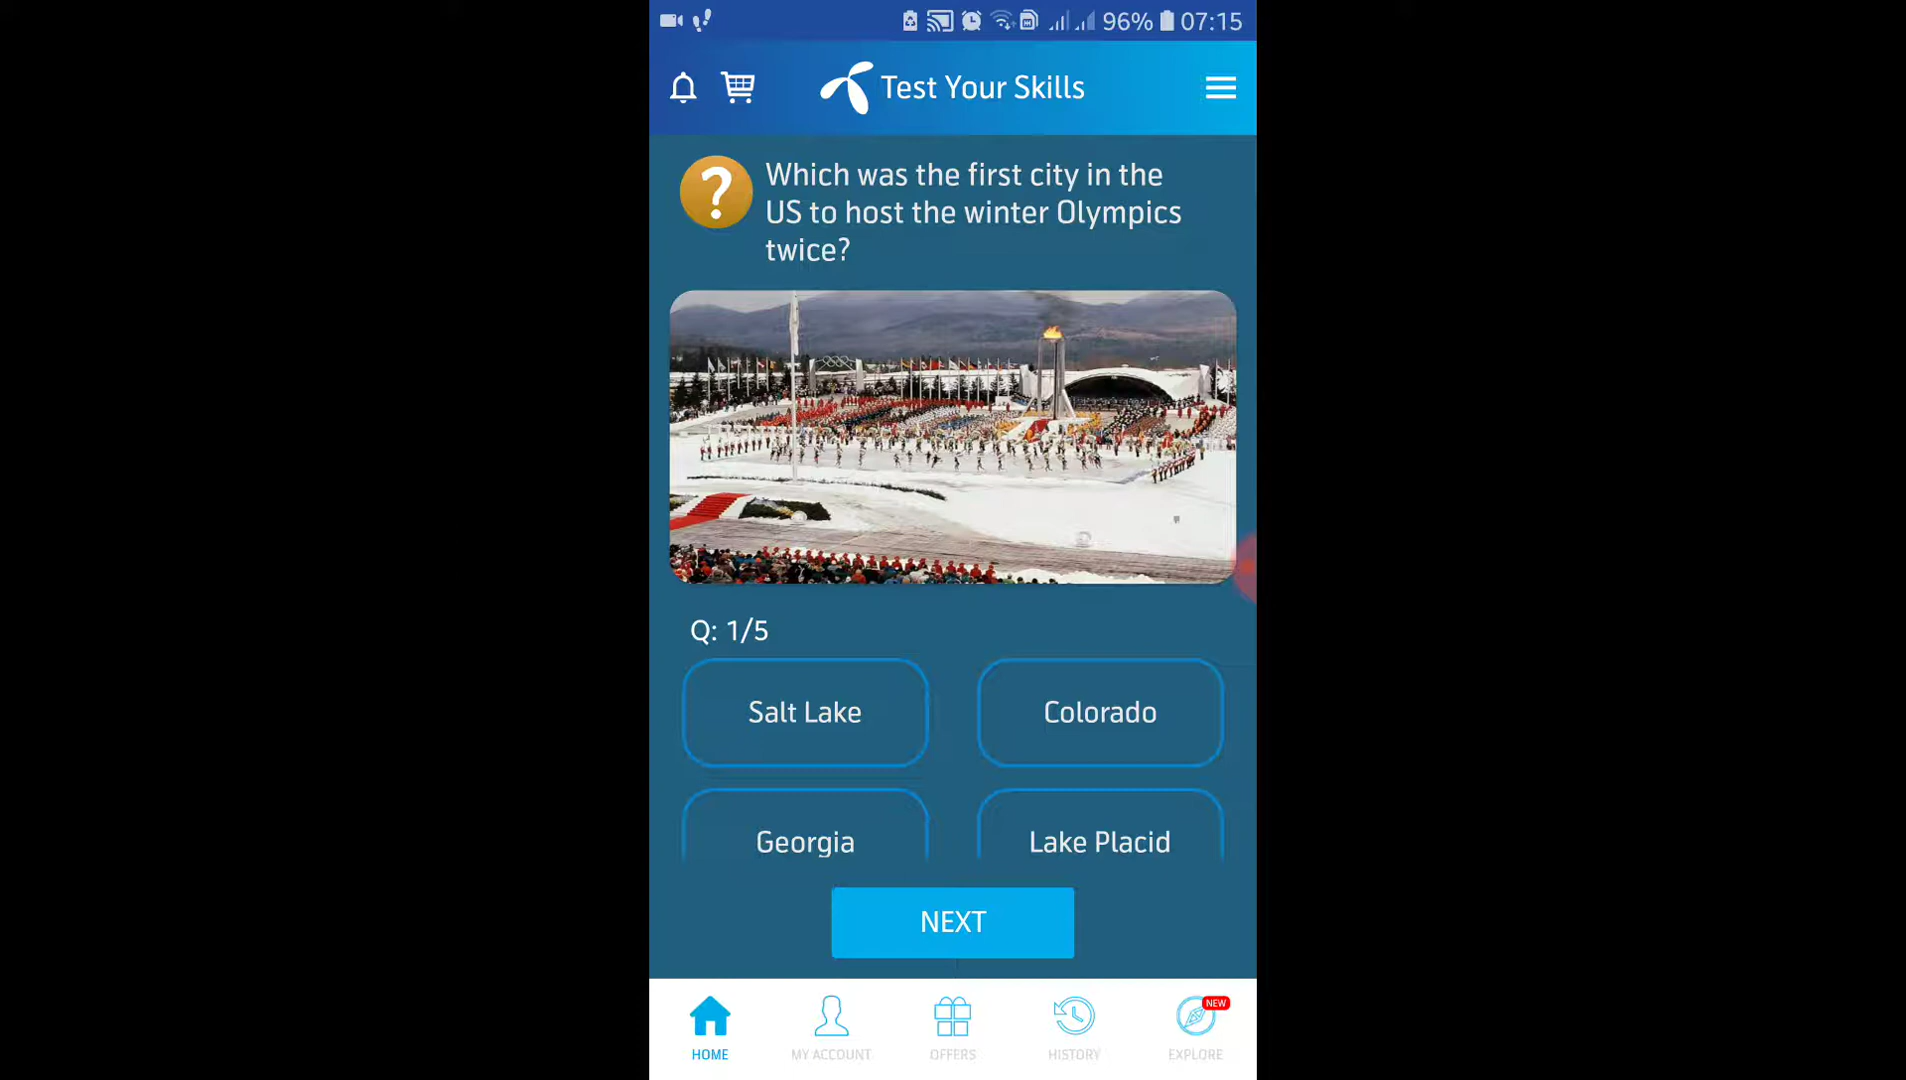 96% 07:15
Test Your Skills
?
Which was the first city in the
US to host the winter Olympics
twice?
Q: 1/5
Salt Lake
Colorado
Georgia
Lake Placid
NEXT
NEW
HOME
MY ACCOUNT
OFFERS
HISTORY
EXPLORE